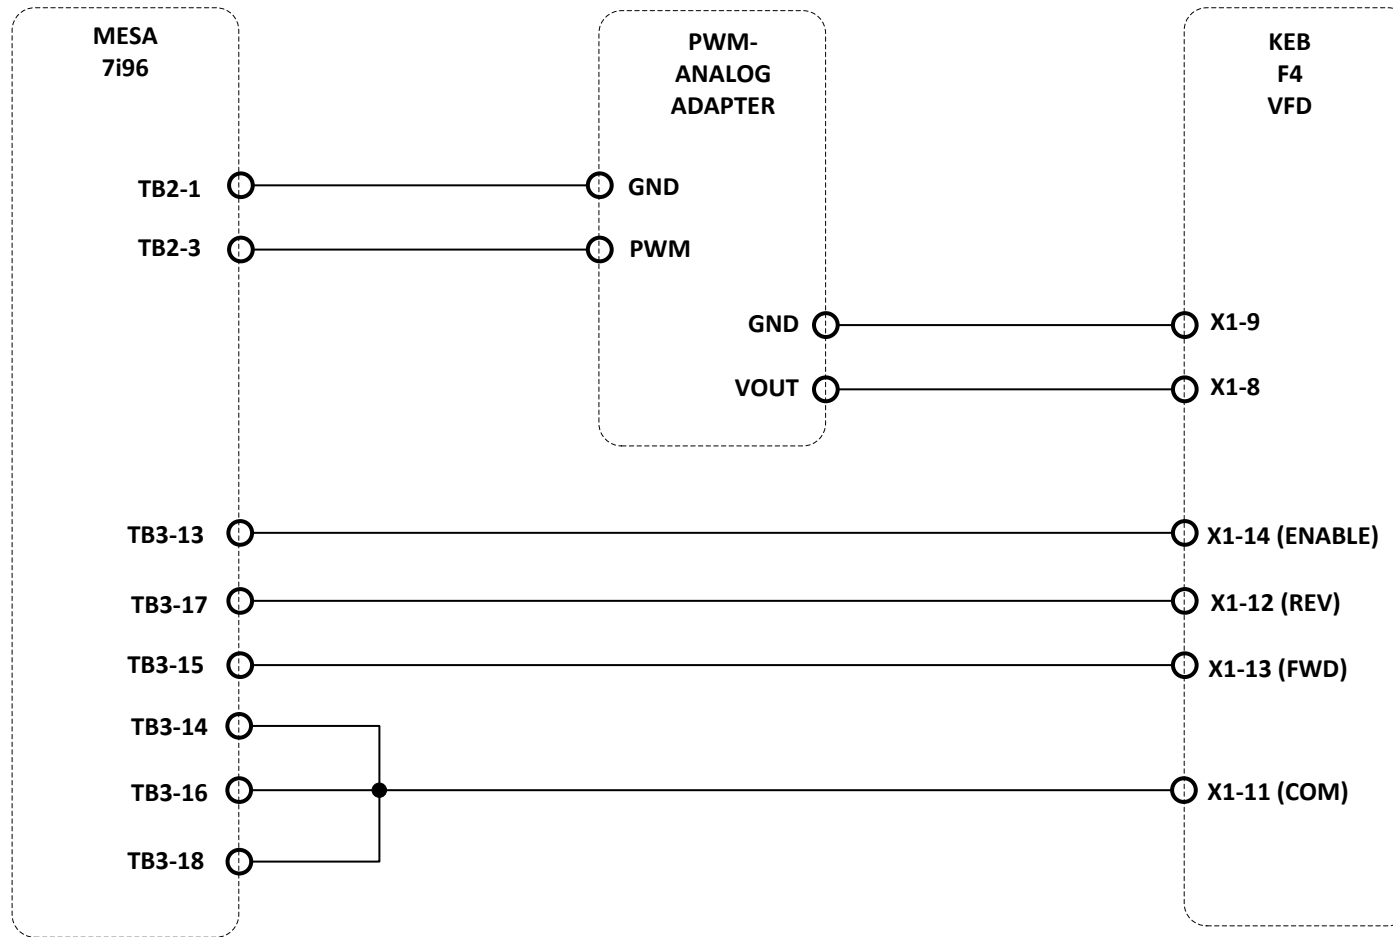 MESA
7i96
PWM-
ANALOG
ADAPTER
KEB
F4
VFD
TB2-1
GND
TB2-3
PWM
GND
X1-9
VOUT
X1-8
TB3-13
X1-14 (ENABLE)
TB3-17
X1-12 (REV)
TB3-15
X1-13 (FWD)
TB3-14
TB3-16
X1-11 (COM)
TB3-18